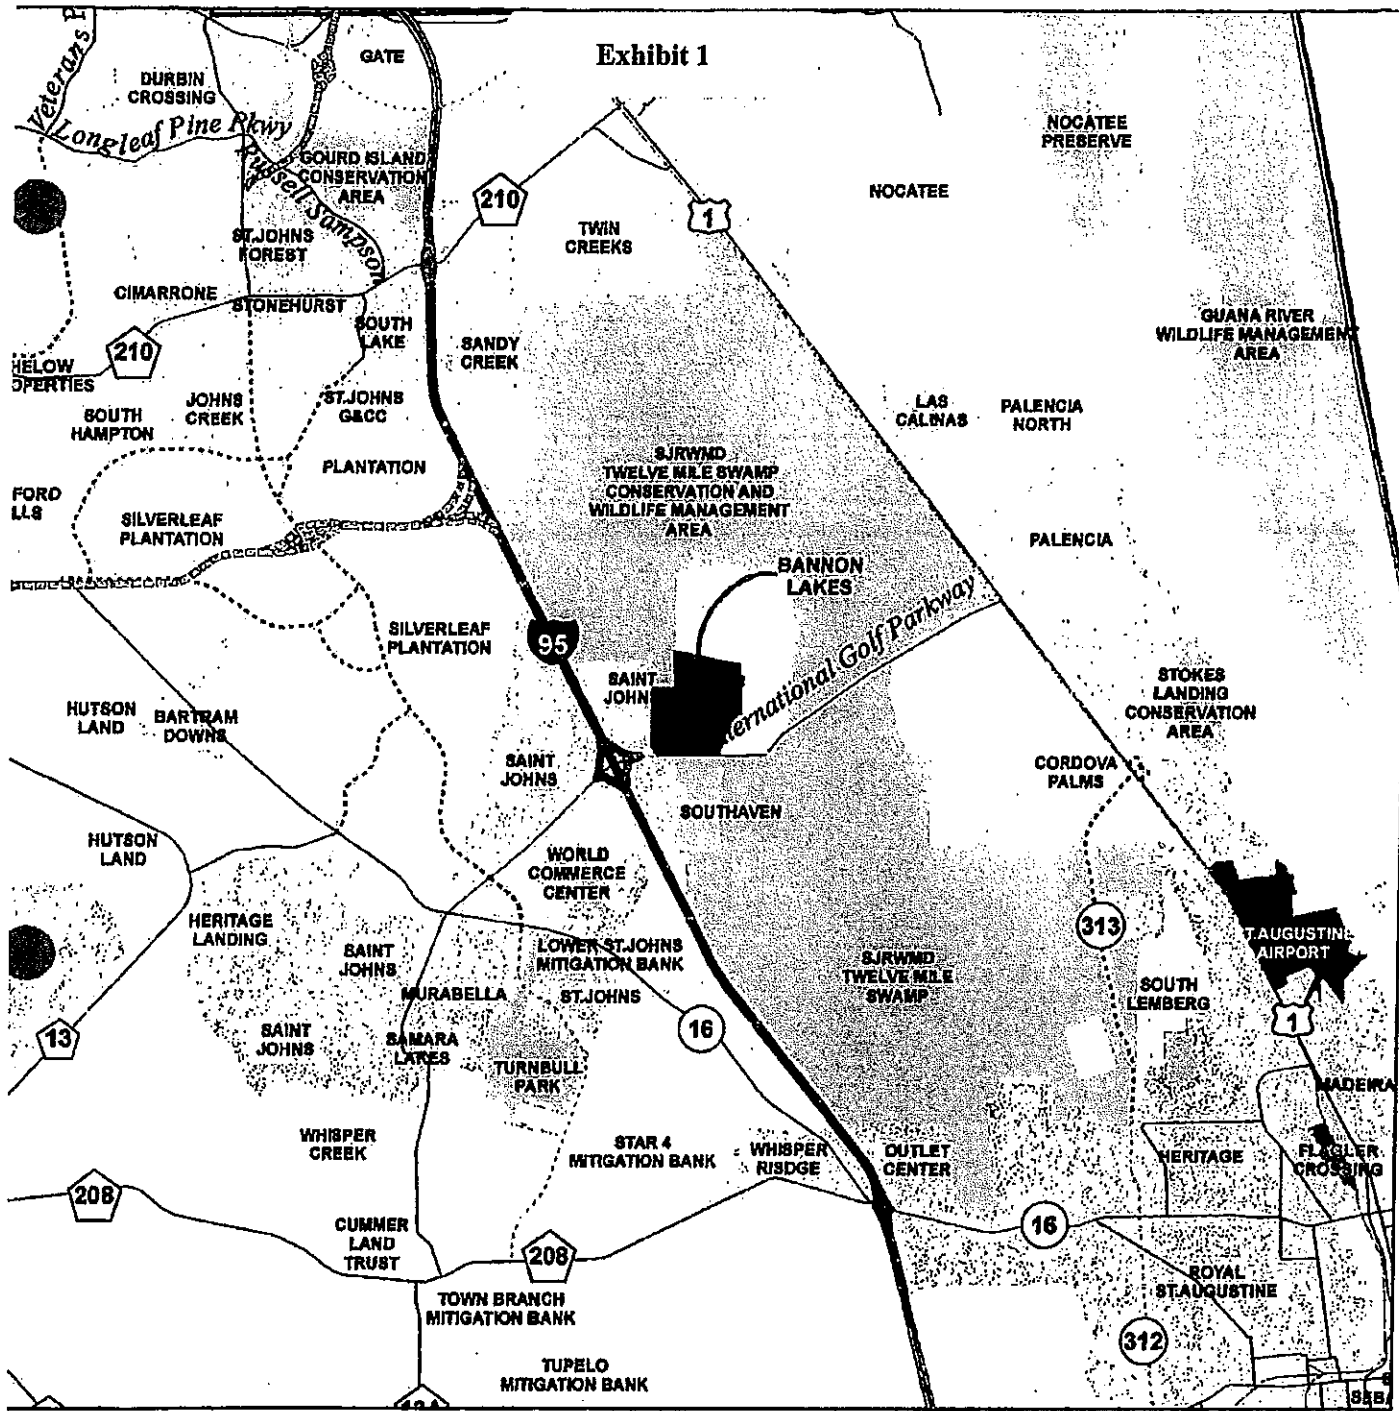 Exhibit 1
GATE
DURBIN
CROSSING
Veterans P
Longleaf Pine Pkwy
Russell Sampson
GOURD ISLAND
CONSERVATION
AREA
NOCATEE
PRESERVE
NOCATEE
210
1
TWIN
CREEKS
ST.JOHNS
FOREST
CIMARRONE
STONEHURST
SOUTH
LAKE
SANDY
CREEK
GUANA RIVER
WILDLIFE MANAGEMENT
AREA
210
HELOW
OPERTIES
JOHNS
CREEK
ST.JOHNS
G&CC
SOUTH
HAMPTON
LAS
CALINAS
PALENCIA
NORTH
PLANTATION
SJRWMD
TWELVE MILE SWAMP
CONSERVATION AND
WILDLIFE MANAGEMENT
AREA
FORD
LLS
SILVERLEAF
PLANTATION
PALENCIA
BANNON
LAKES
International Golf Parkway
SILVERLEAF
PLANTATION
95
SAINT
JOHN
STOKES
LANDING
CONSERVATION
AREA
HUTSON
LAND
BARTRAM
DOWNS
SAINT
JOHNS
CORDOVA
PALMS
SOUTHAVEN
HUTSON
LAND
WORLD
COMMERCE
CENTER
HERITAGE
LANDING
SAINT
JOHNS
LOWER ST.JOHNS
MITIGATION BANK
313
T.AUGUSTINE
AIRPORT
SJRWMD
TWELVE MILE
SWAMP
MURABELLA
ST.JOHNS
SOUTH
LEMBERG
13
SAINT
JOHNS
SAMARA
LAKES
16
1
TURNBULL
PARK
MADEIRA
WHISPER
CREEK
STAR 4
MITIGATION BANK
WHISPER
RISDGE
OUTLET
CENTER
HERITAGE
FLAGLER
CROSSING
208
CUMMER
LAND
TRUST
208
16
ROYAL
ST.AUGUSTINE
TOWN BRANCH
MITIGATION BANK
312
TUPELO
MITIGATION BANK
13A